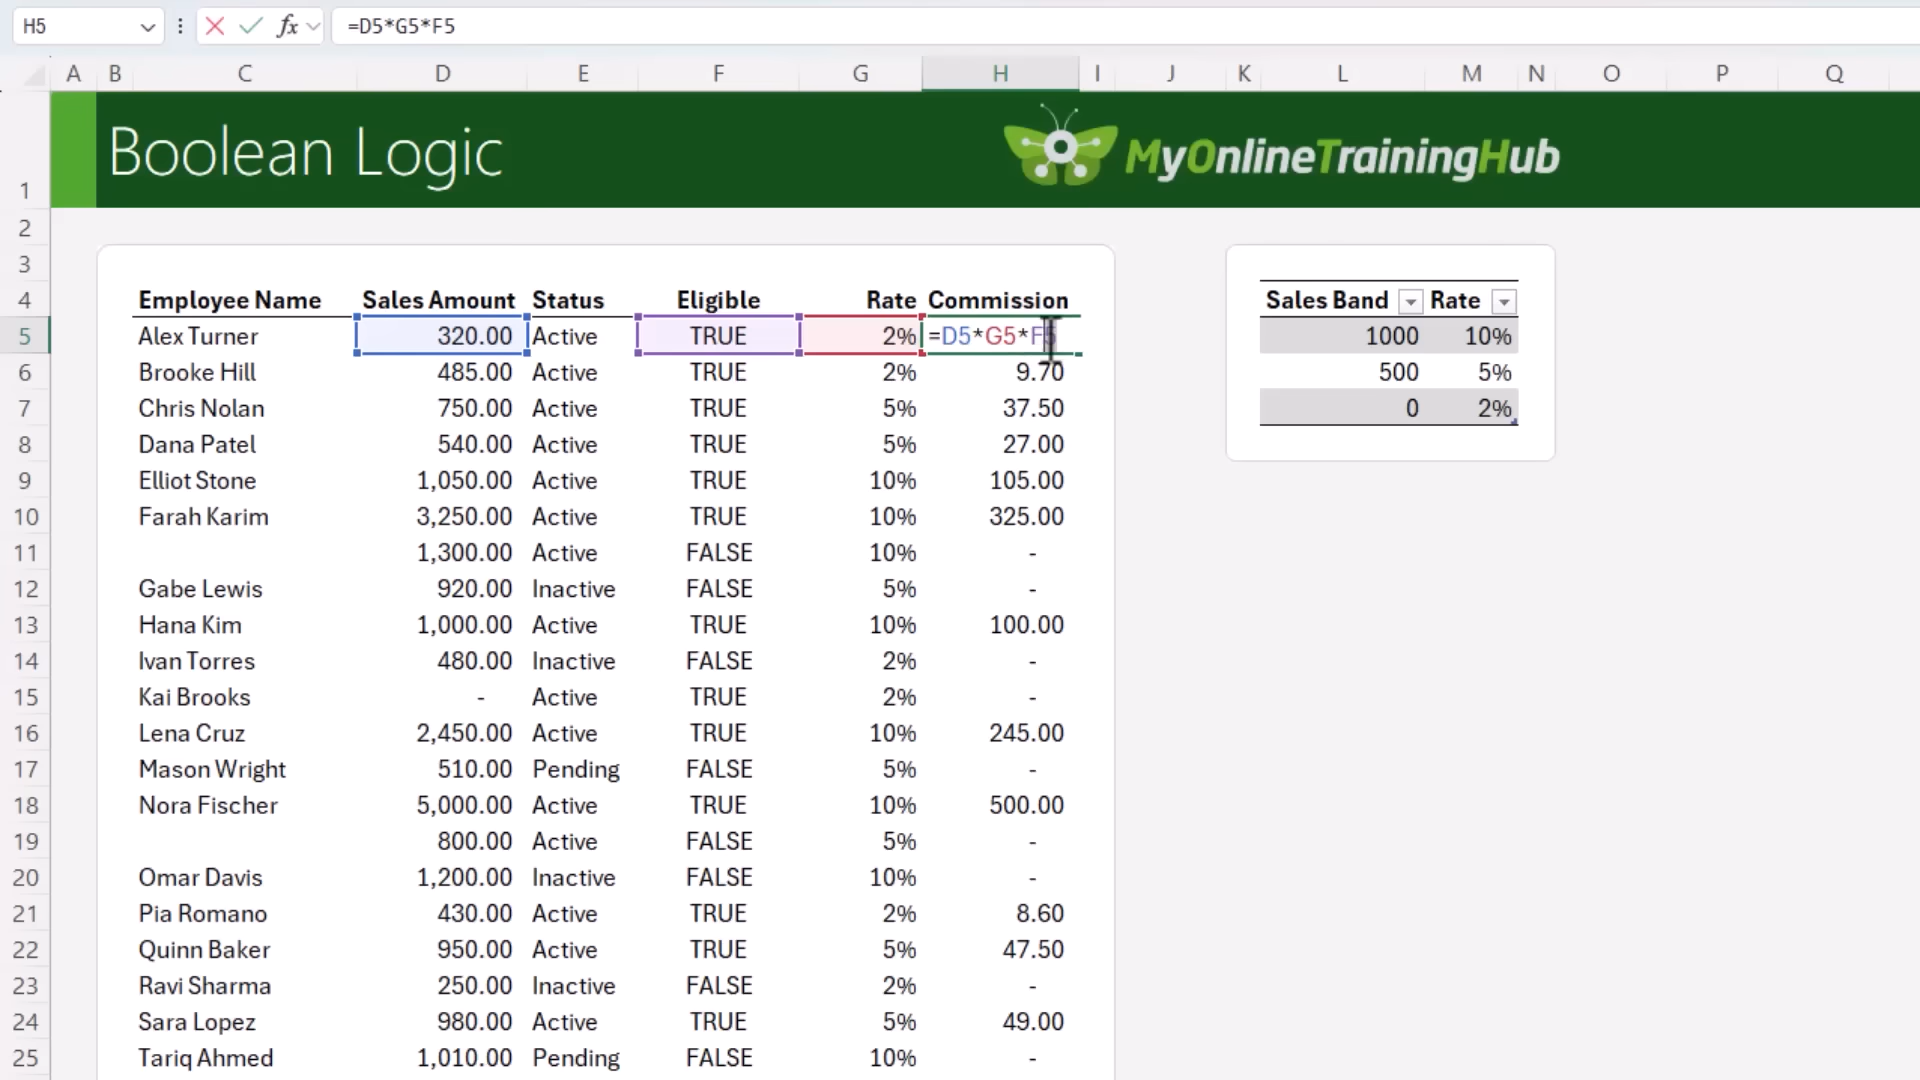 H5 fx =D5*G5*F5
A B C D E F G H I J K L M N O P Q
1 Boolean Logic MyOnlineTrainingHub
2
3
4 Employee Name Sales Amount Status Eligible Rate Commission Sales Band Rate
5 Alex Turner 320.00 Active TRUE 2% =D5*G5*F5 1000 10%
6 Brooke Hill 485.00 Active TRUE 2% 9.70 500 5%
7 Chris Nolan 750.00 Active TRUE 5% 37.50 0 2%
8 Dana Patel 540.00 Active TRUE 5% 27.00
9 Elliot Stone 1,050.00 Active TRUE 10% 105.00
10 Farah Karim 3,250.00 Active TRUE 10% 325.00
11 1,300.00 Active FALSE 10% -
12 Gabe Lewis 920.00 Inactive FALSE 5% -
13 Hana Kim 1,000.00 Active TRUE 10% 100.00
14 Ivan Torres 480.00 Inactive FALSE 2% -
15 Kai Brooks - Active TRUE 2% -
16 Lena Cruz 2,450.00 Active TRUE 10% 245.00
17 Mason Wright 510.00 Pending FALSE 5% -
18 Nora Fischer 5,000.00 Active TRUE 10% 500.00
19 800.00 Active FALSE 5% -
20 Omar Davis 1,200.00 Inactive FALSE 10% -
21 Pia Romano 430.00 Active TRUE 2% 8.60
22 Quinn Baker 950.00 Active TRUE 5% 47.50
23 Ravi Sharma 250.00 Inactive FALSE 2% -
24 Sara Lopez 980.00 Active TRUE 5% 49.00
25 Tariq Ahmed 1,010.00 Pending FALSE 10% -